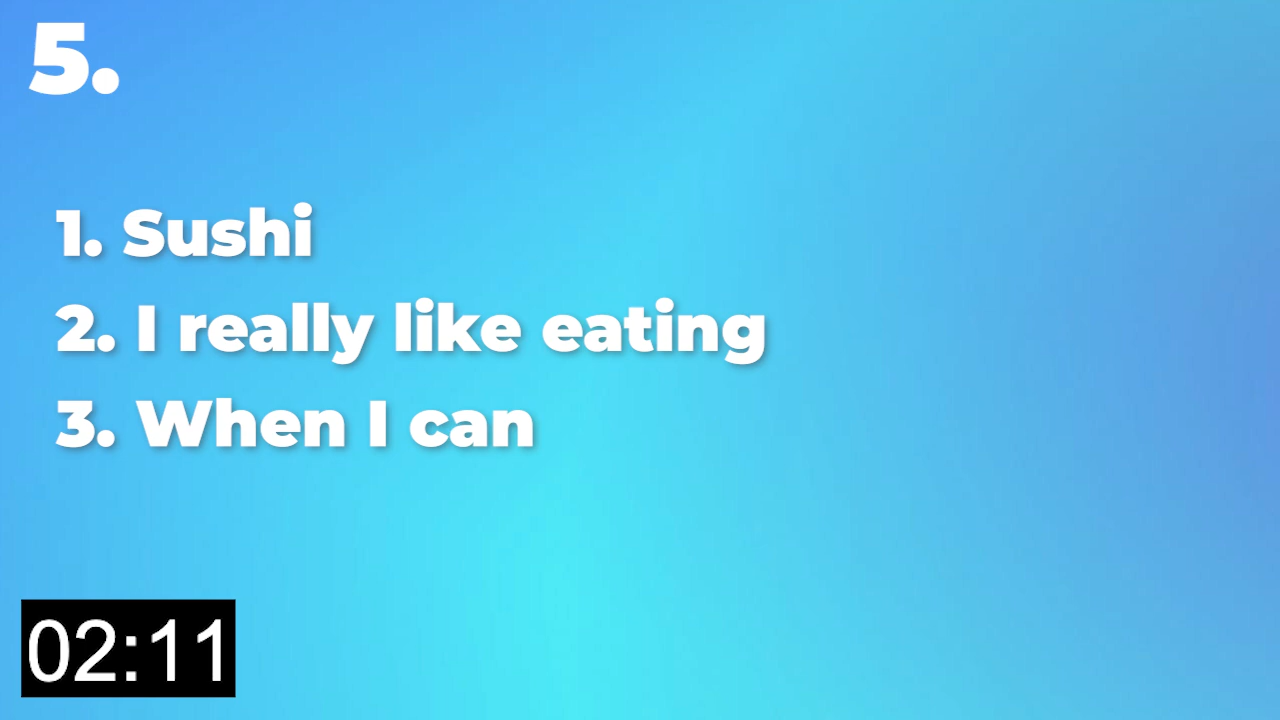 5.
1. Sushi
2. I really like eating
3. When I can
02:11